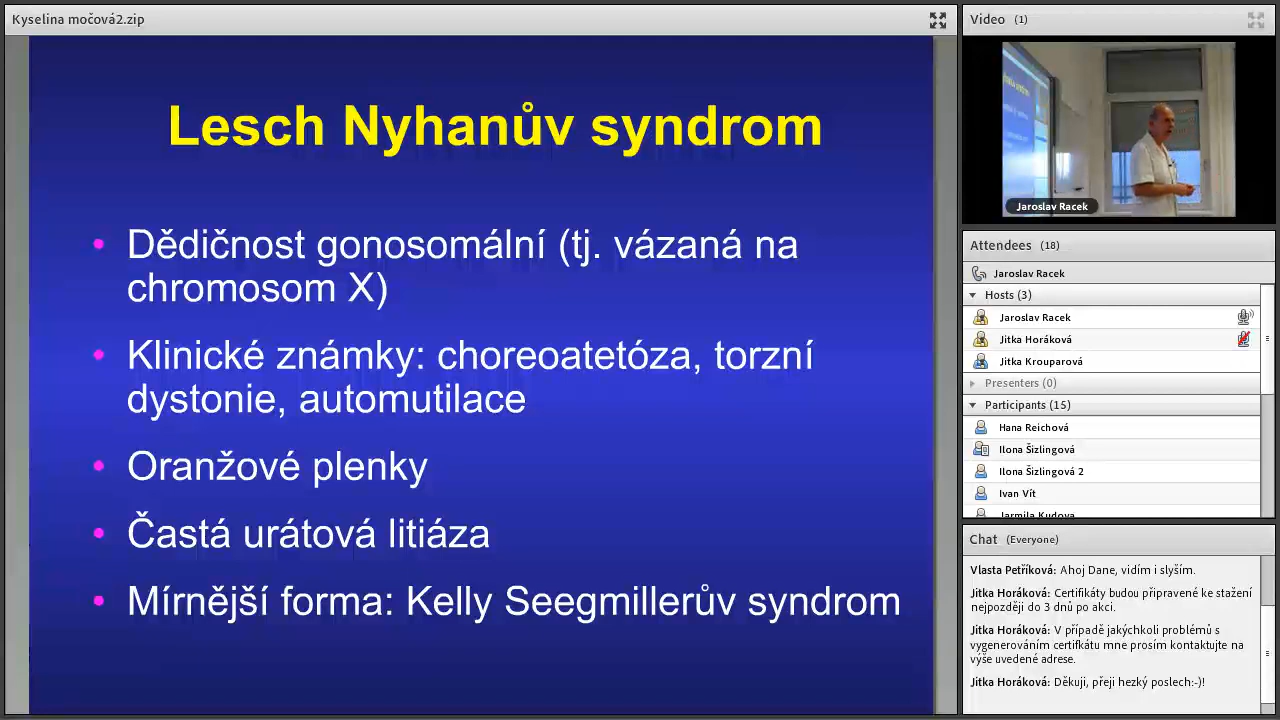 Kyselina močová2.zip
Lesch Nyhanův syndrom
• Dědičnost gonosomální (tj. vázaná na
chromosom X)
• Klinické známky: choreoatetóza, torzní
dystonie, automutilace
• Oranžové plenky
• Častá urátová litiáza
• Mírnější forma: Kelly Seegmillerův syndrom
Video (1)
Jaroslav Racek
Attendees (18)
Jaroslav Racek
Hosts (3)
Jaroslav Racek
Jitka Horáková
Jitka Krouparová
Presenters (0)
Participants (15)
Hana Reichová
Ilona Šizlingová
Ilona Šizlingová 2
Ivan Vít
Jarmila Kudova
Chat (Everyone)
Vlasta Petříková: Ahoj Dane, vidím i slyším.
Jitka Horáková: Certifikáty budou připravené ke stažení
nejpozději do 3 dnů po akci.
Jitka Horáková: V případě jakýchkoli problémů s
vygenerováním certifkátu mne prosím kontaktujte na
výše uvedené adrese.
Jitka Horáková: Děkuji, přeji hezký poslech:-)!